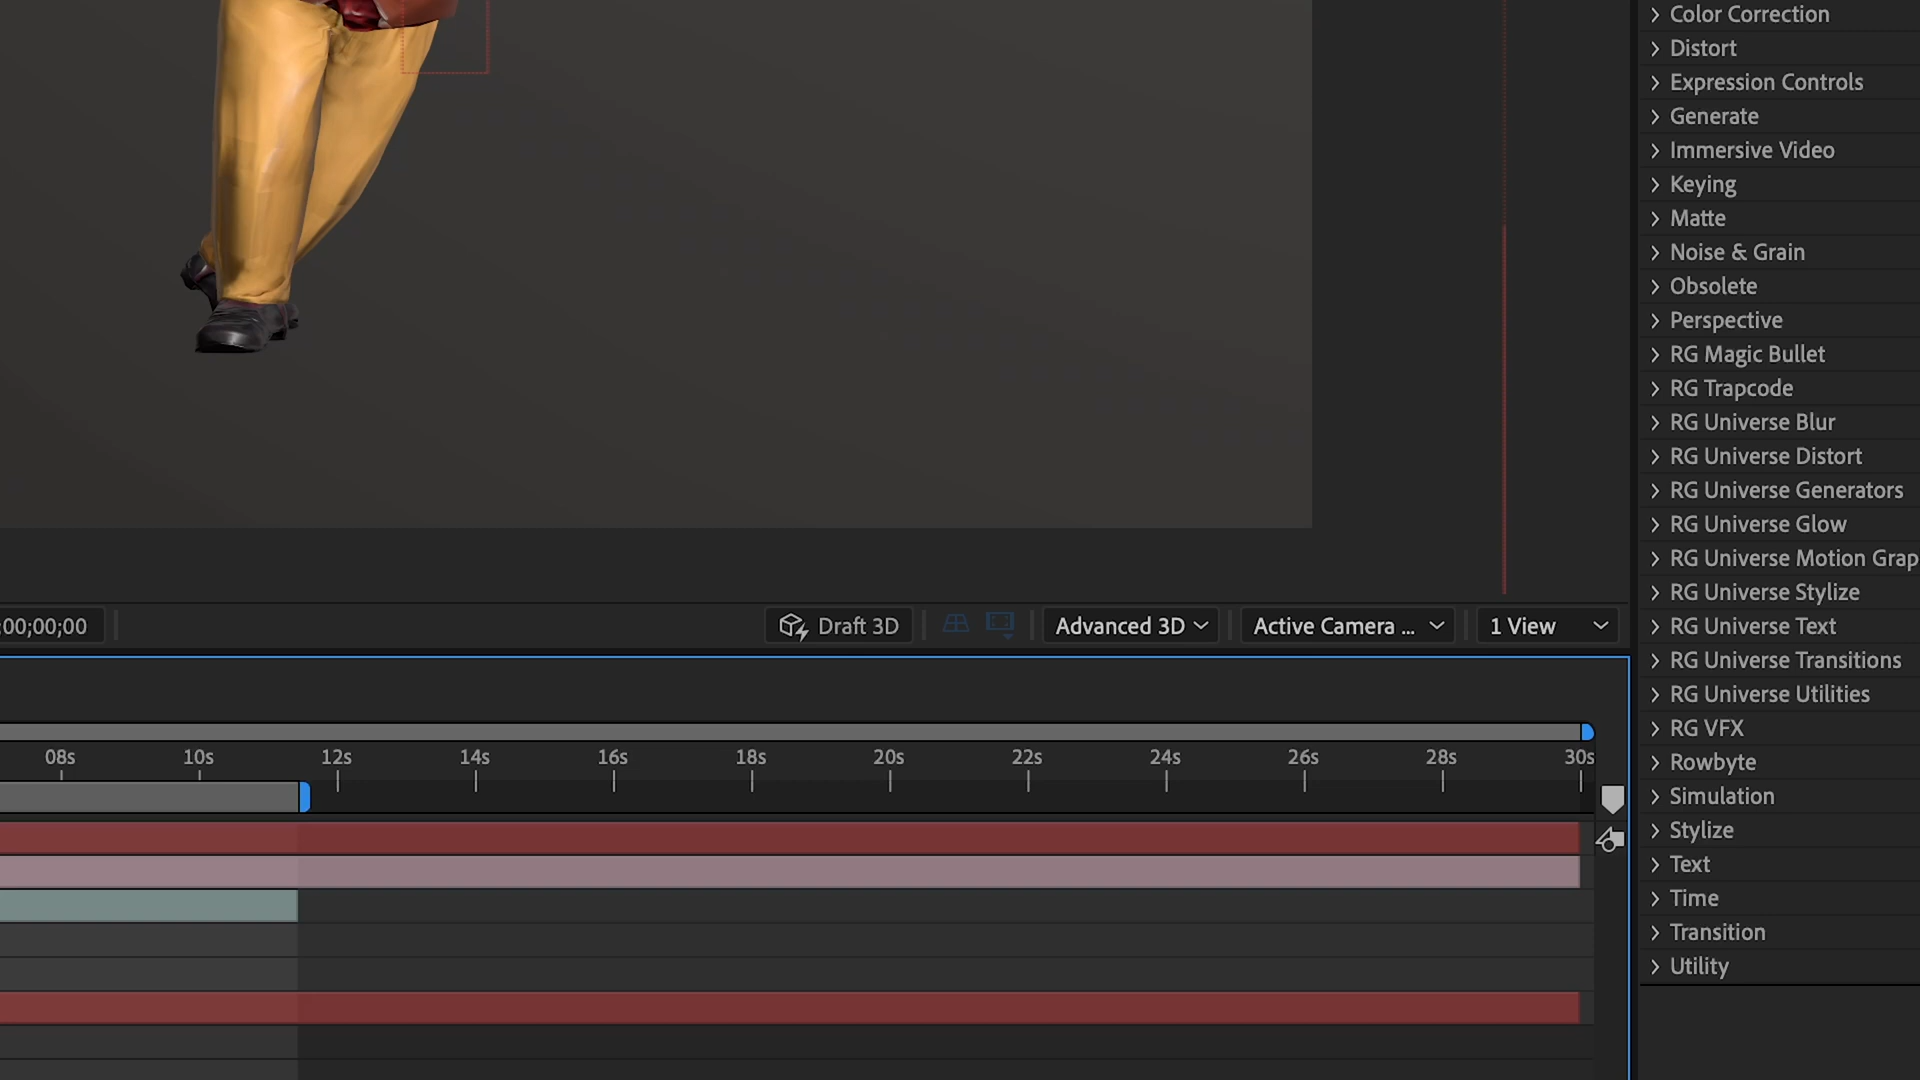 Color Correction
Distort
Expression Controls
Generate
Immersive Video
Keying
Matte
Noise & Grain
Obsolete
Perspective
RG Magic Bullet
RG Trapcode
RG Universe Blur
RG Universe Distort
RG Universe Generators
RG Universe Glow
RG Universe Motion Grap
RG Universe Stylize
RG Universe Text
RG Universe Transitions
RG Universe Utilities
RG VFX
Rowbyte
Simulation
Stylize
Text
Time
Transition
Utility
:00;00;00 Draft 3D Advanced 3D Active Camera ... 1 View
08s 10s 12s 14s 16s 18s 20s 22s 24s 26s 28s 30s